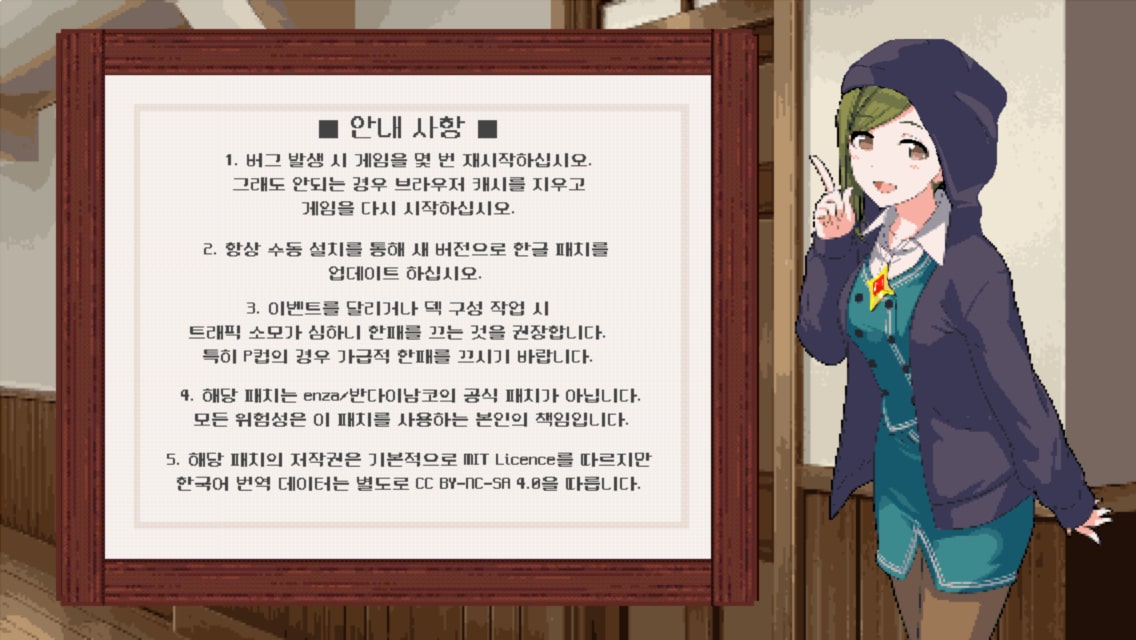 ■ 안내 사항 ■
1. 버그 발생 시 게임을 몇 번 재시작하십시오.
그래도 안되는 경우 브라우저 캐시를 지우고
게임을 다시 시작하십시오.
2. 항상 수동 설치를 통해 새 버전으로 한글 패치를
업데이트 하십시오.
3. 이벤트를 달리거나 덱 구성 작업 시
트래픽 소모가 심하니 한패를 끄는 것을 권장합니다.
특히 P컵의 경우 가급적 한패를 끄시기 바랍니다.
4. 해당 패치는 enza/반다이남코의 공식 패치가 아닙니다.
모든 위험성은 이 패치를 사용하는 본인의 책임입니다.
5. 해당 패치의 저작권은 기본적으로 MIT Licence를 따르지만
한국어 번역 데이터는 별도로 CC BY-NC-SA 4.0을 따릅니다.